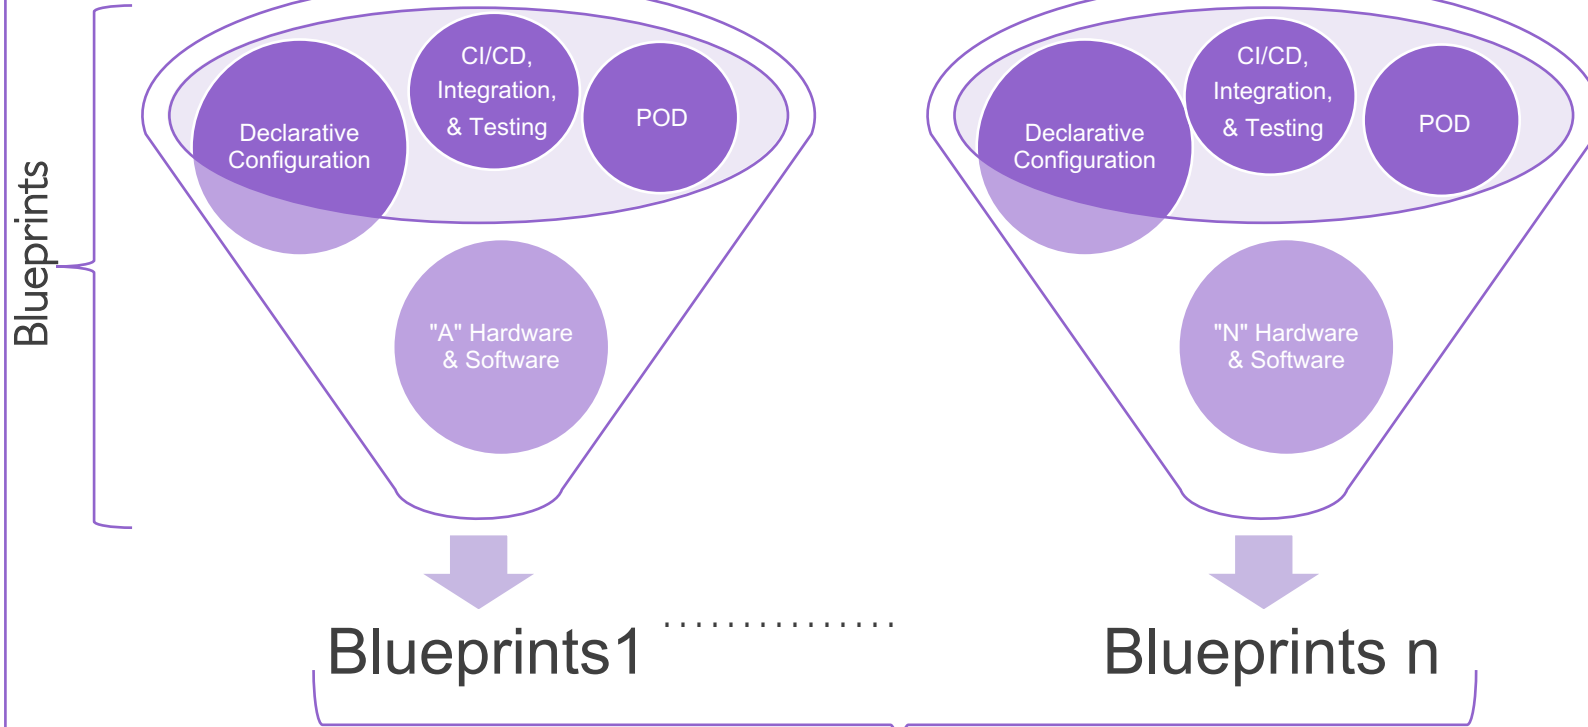 Blueprints
CI/CD,
Integration,
& Testing
POD
Declarative
Configuration
"A" Hardware
& Software
CI/CD,
Integration,
& Testing
POD
Declarative
Configuration
"N" Hardware
& Software
Blueprints1 ............... Blueprints n